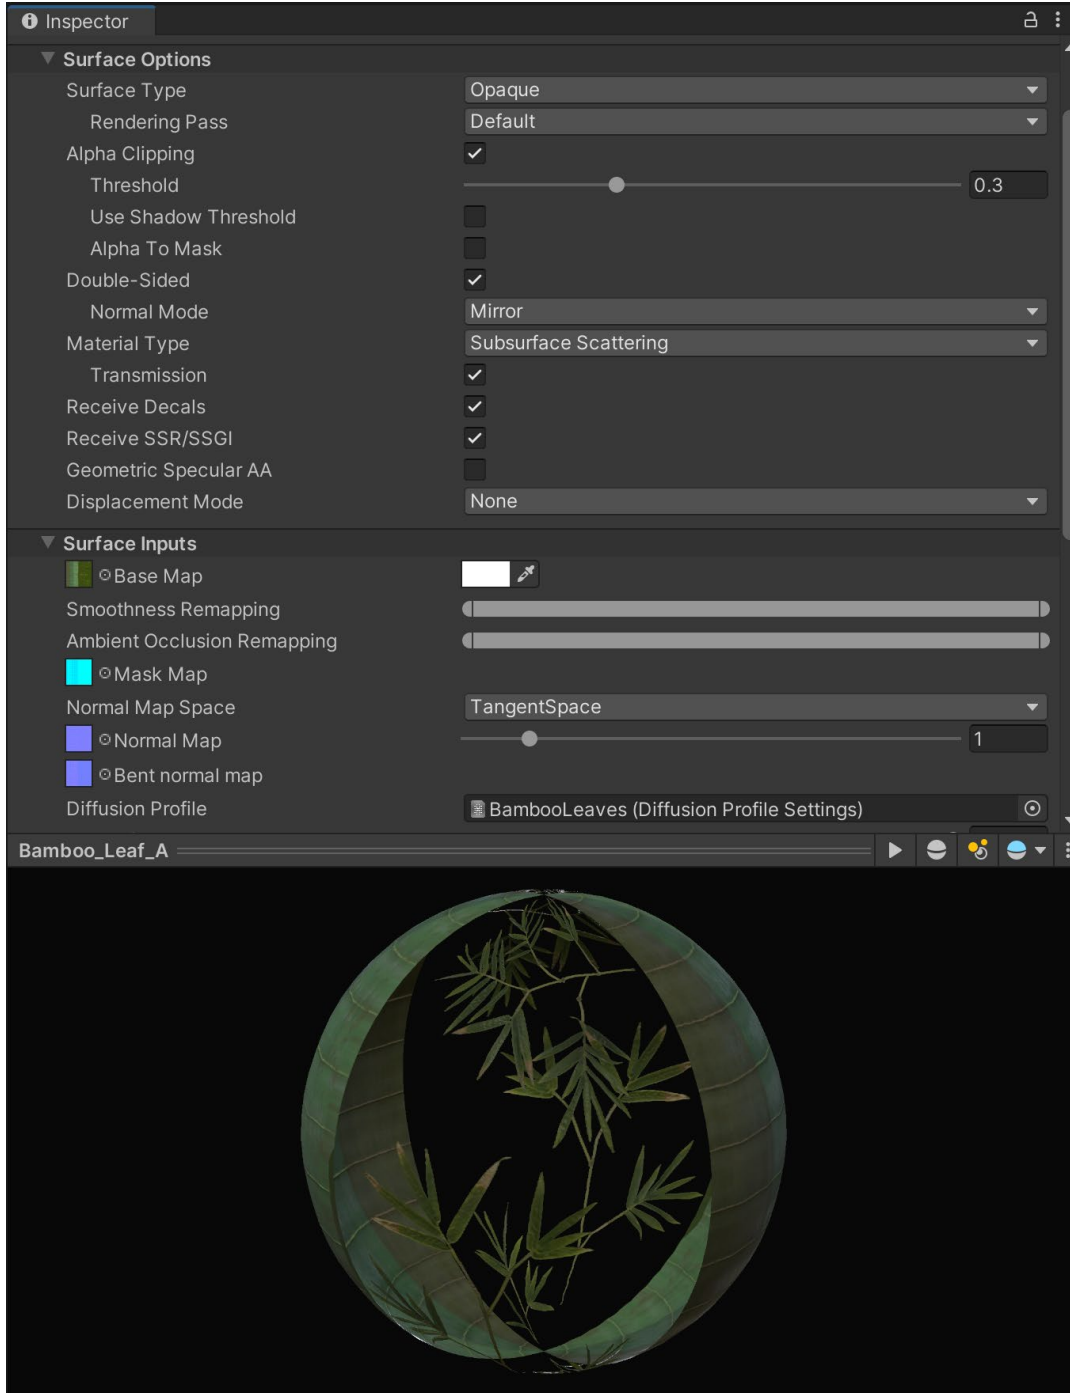 Inspector
Surface Options
Surface Type Opaque
Rendering Pass Default
Alpha Clipping
Threshold 0.3
Use Shadow Threshold
Alpha To Mask
Double-Sided
Normal Mode Mirror
Material Type Subsurface Scattering
Transmission
Receive Decals
Receive SSR/SSGI
Geometric Specular AA
Displacement Mode None
Surface Inputs
Base Map
Smoothness Remapping
Ambient Occlusion Remapping
Mask Map
Normal Map Space TangentSpace
Normal Map 1
Bent normal map
Diffusion Profile BambooLeaves (Diffusion Profile Settings)
Bamboo_Leaf_A